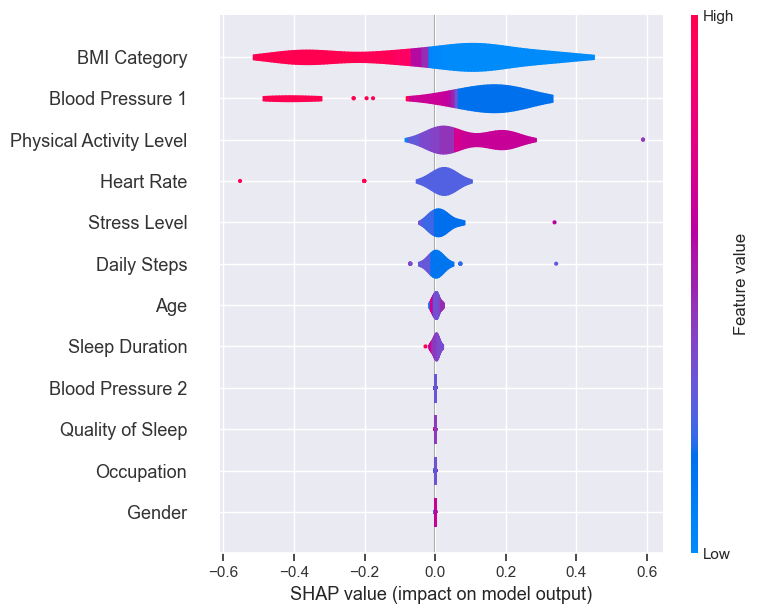 High
BMI Category
Blood Pressure 1
Physical Activity Level
Heart Rate
Stress Level
Daily Steps
Age
Sleep Duration
Blood Pressure 2
Quality of Sleep
Occupation
Gender
Feature value
Low
−0.6 −0.4 −0.2 0.0 0.2 0.4 0.6
SHAP value (impact on model output)